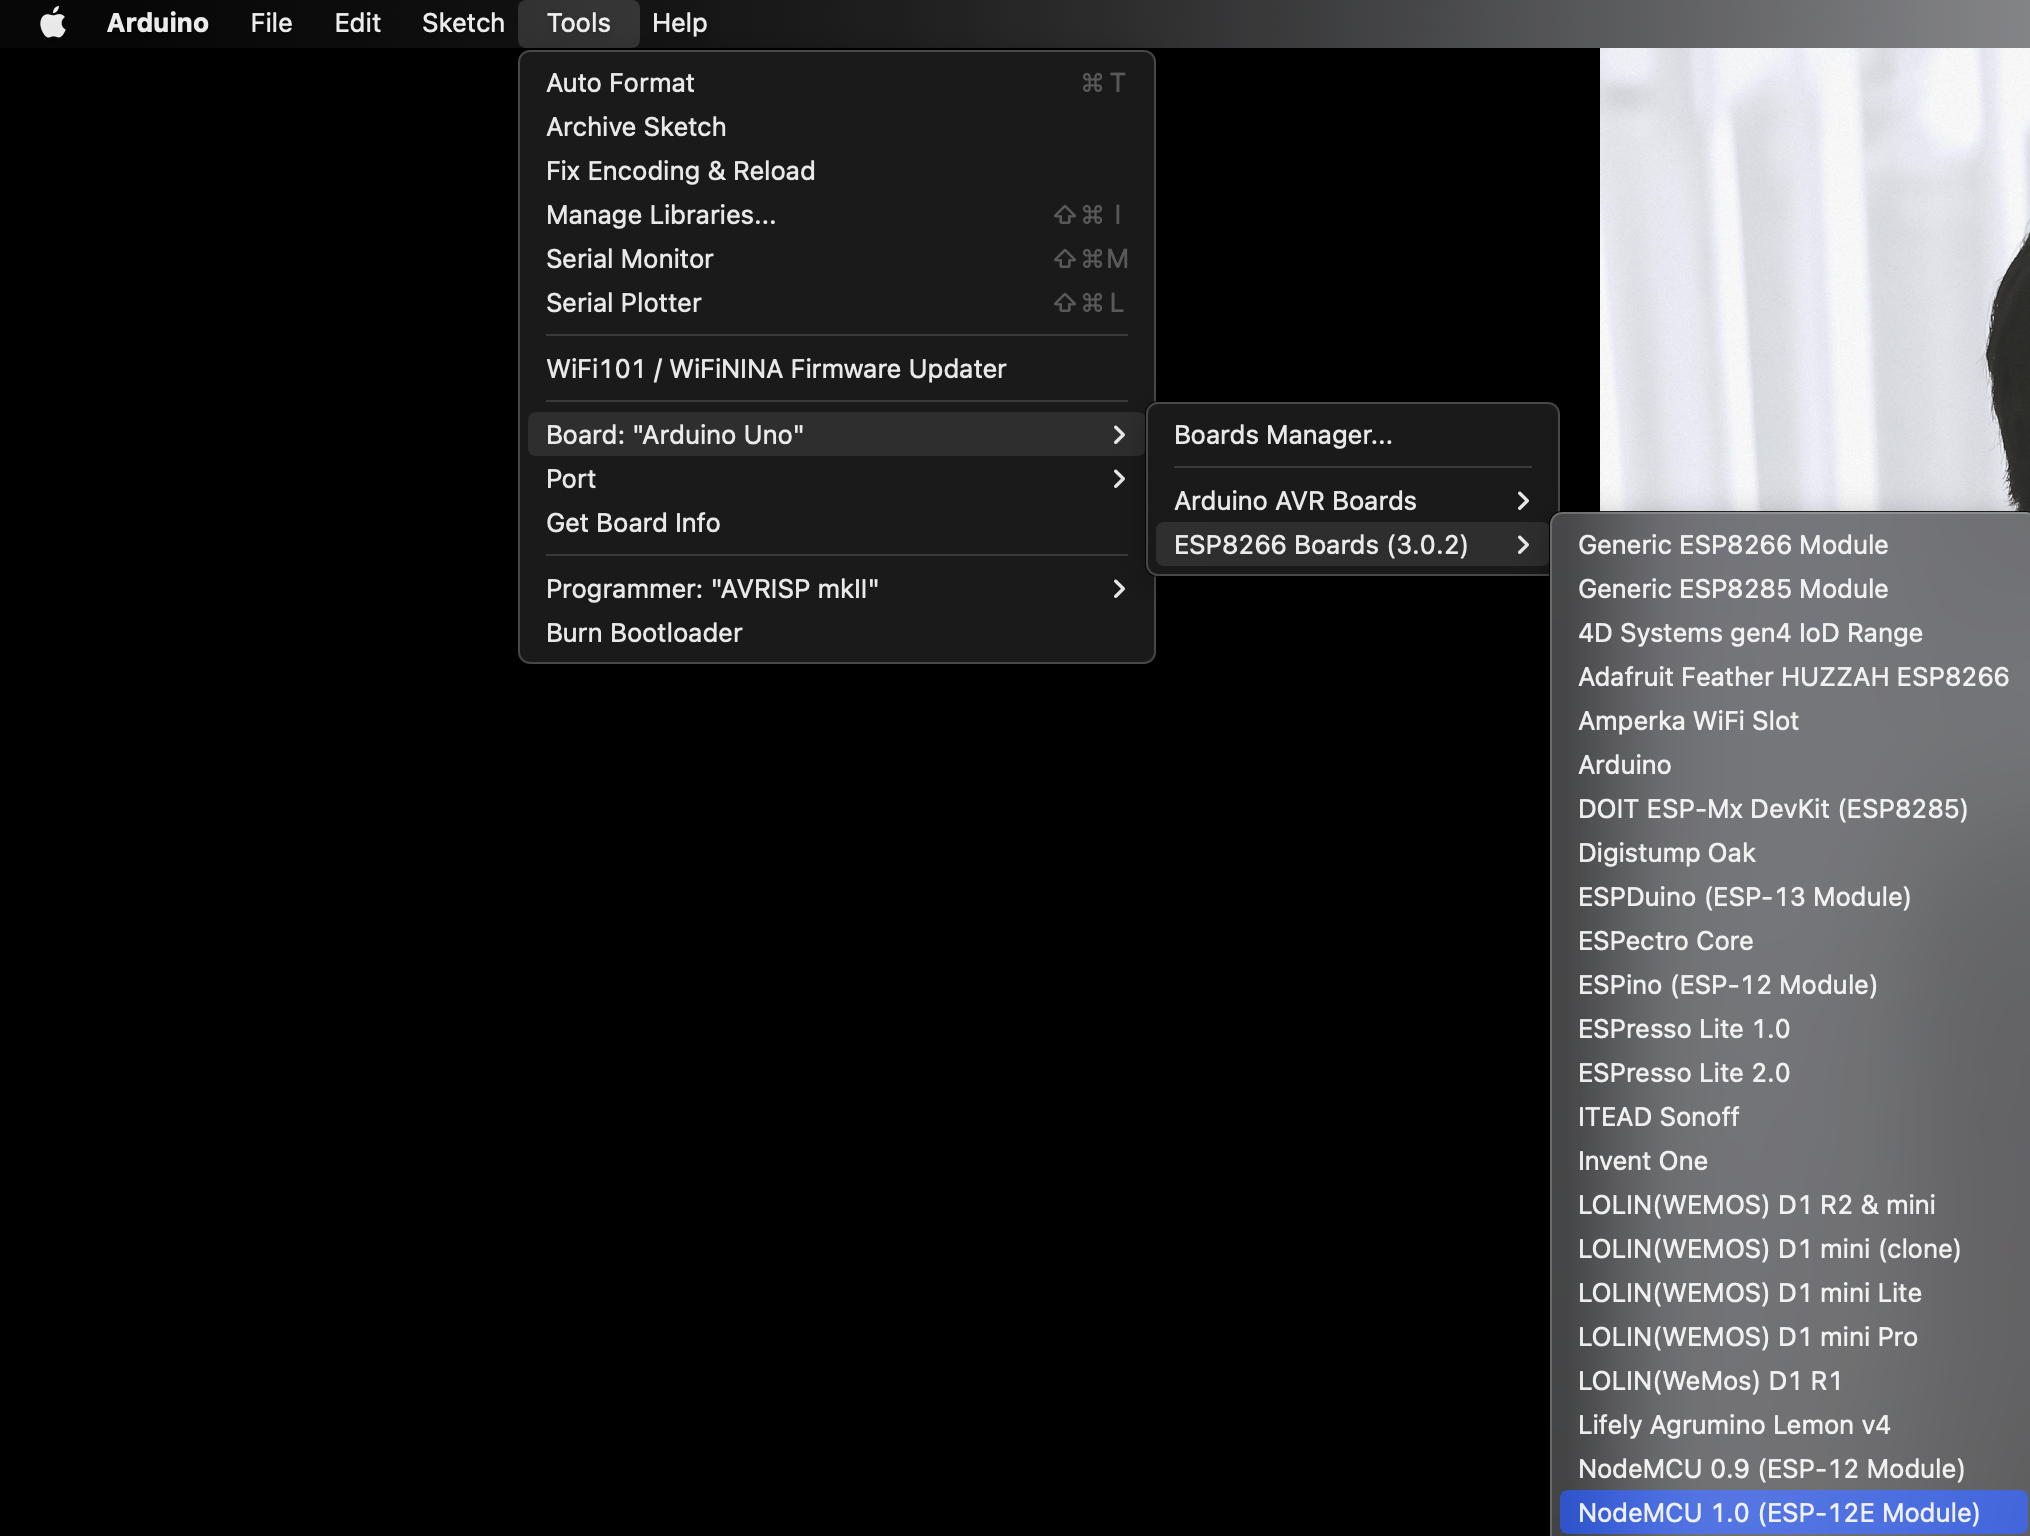 Arduino File Edit Sketch Tools Help
Auto Format ⌘ T
Archive Sketch
Fix Encoding & Reload
Manage Libraries... ⇧ ⌘ I
Serial Monitor ⇧ ⌘ M
Serial Plotter ⇧ ⌘ L
WiFi101 / WiFiNINA Firmware Updater
Board: "Arduino Uno"
Port
Get Board Info
Programmer: "AVRISP mkII"
Burn Bootloader
Boards Manager...
Arduino AVR Boards
ESP8266 Boards (3.0.2)
Generic ESP8266 Module
Generic ESP8285 Module
4D Systems gen4 IoD Range
Adafruit Feather HUZZAH ESP8266
Amperka WiFi Slot
Arduino
DOIT ESP-Mx DevKit (ESP8285)
Digistump Oak
ESPDuino (ESP-13 Module)
ESPectro Core
ESPino (ESP-12 Module)
ESPresso Lite 1.0
ESPresso Lite 2.0
ITEAD Sonoff
Invent One
LOLIN(WEMOS) D1 R2 & mini
LOLIN(WEMOS) D1 mini (clone)
LOLIN(WEMOS) D1 mini Lite
LOLIN(WEMOS) D1 mini Pro
LOLIN(WeMos) D1 R1
Lifely Agrumino Lemon v4
NodeMCU 0.9 (ESP-12 Module)
NodeMCU 1.0 (ESP-12E Module)